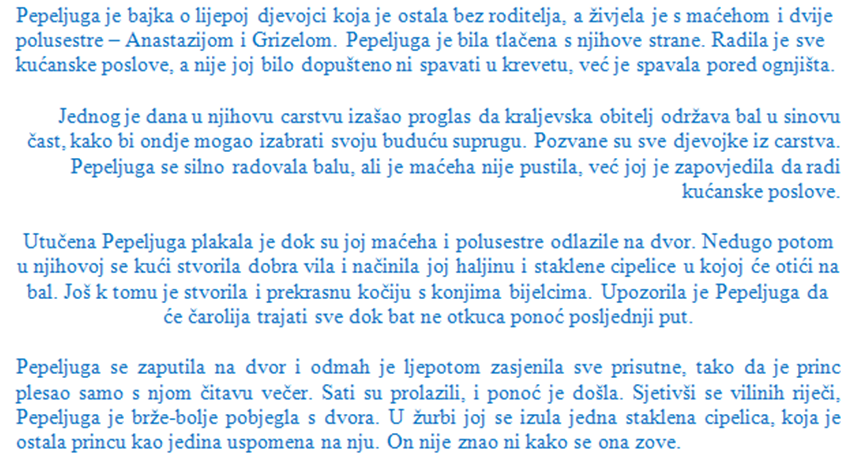 Pepeljuga je bajka o lijepoj djevojci koja je ostala bez roditelja, a živjela je s maćehom i dvije
polusestre – Anastazijom i Grizelom. Pepeljuga je bila tlačena s njihove strane. Radila je sve
kućanske poslove, a nije joj bilo dopušteno ni spavati u krevetu, već je spavala pored ognjišta.
Jednog je dana u njihovu carstvu izašao proglas da kraljevska obitelj održava bal u sinovu
čast, kako bi ondje mogao izabrati svoju buduću suprugu. Pozvane su sve djevojke iz carstva.
Pepeljuga se silno radovala balu, ali je maćeha nije pustila, već joj je zapovjedila da radi
kućanske poslove.
Utučena Pepeljuga plakala je dok su joj maćeha i polusestre odlazile na dvor. Nedugo potom
u njihovoj se kući stvorila dobra vila i načinila joj haljinu i staklene cipelice u kojoj će otići na
bal. Još k tomu je stvorila i prekrasnu kočiju s konjima bijelcima. Upozorila je Pepeljuga da
će čarolija trajati sve dok bat ne otkuca ponoć posljednji put.
Pepeljuga se zaputila na dvor i odmah je ljepotom zasjenila sve prisutne, tako da je princ
plesao samo s njom čitavu večer. Sati su prolazili, i ponoć je došla. Sjetivši se vilinih riječi,
Pepeljuga je brže-bolje pobjegla s dvora. U žurbi joj se izula jedna staklena cipelica, koja je
ostala princu kao jedina uspomena na nju. On nije znao ni kako se ona zove.